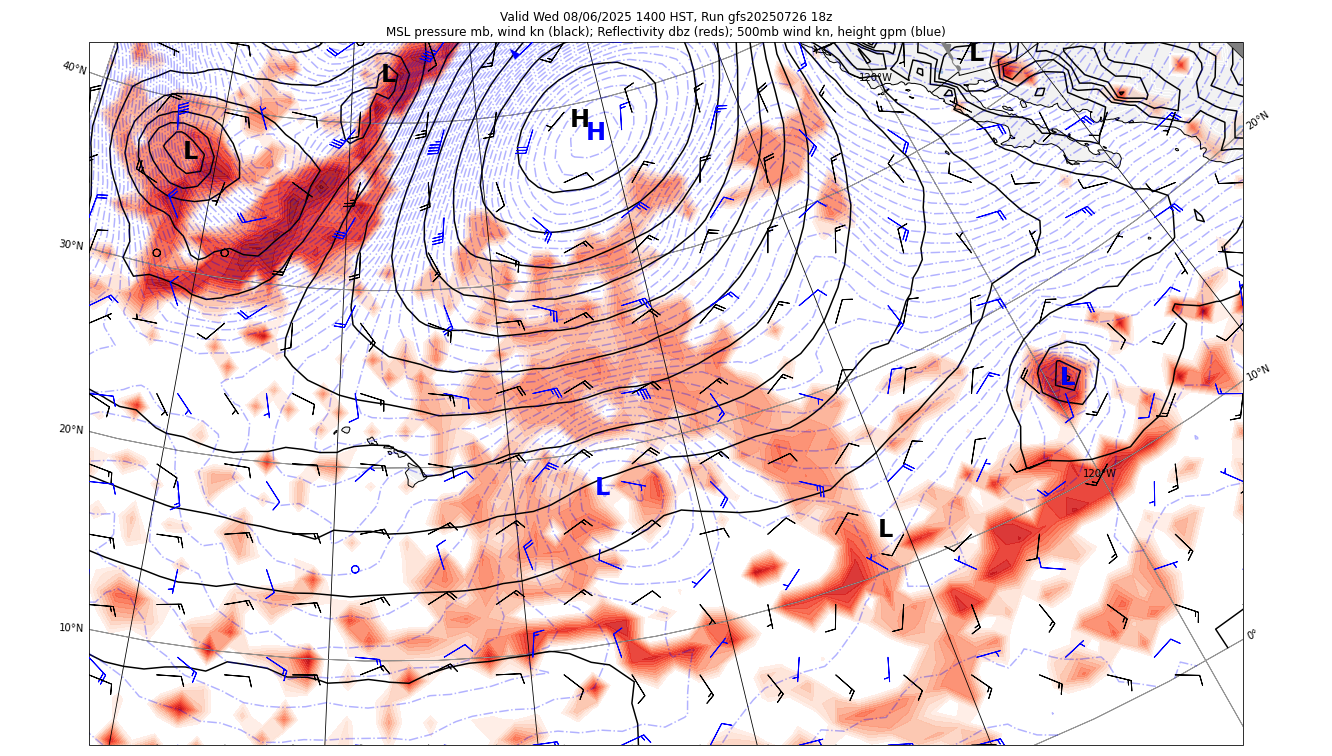 Valid Wed 08/06/2025 1400 HST, Run gfs20250726 18z
MSL pressure mb, wind kn (black); Reflectivity dbz (reds); 500mb wind kn, height gpm (blue)
L
40°N
L
120°W
H
H
20°N
L
30°N
L
10°N
20°N
120°W
L
L
10°N
0°